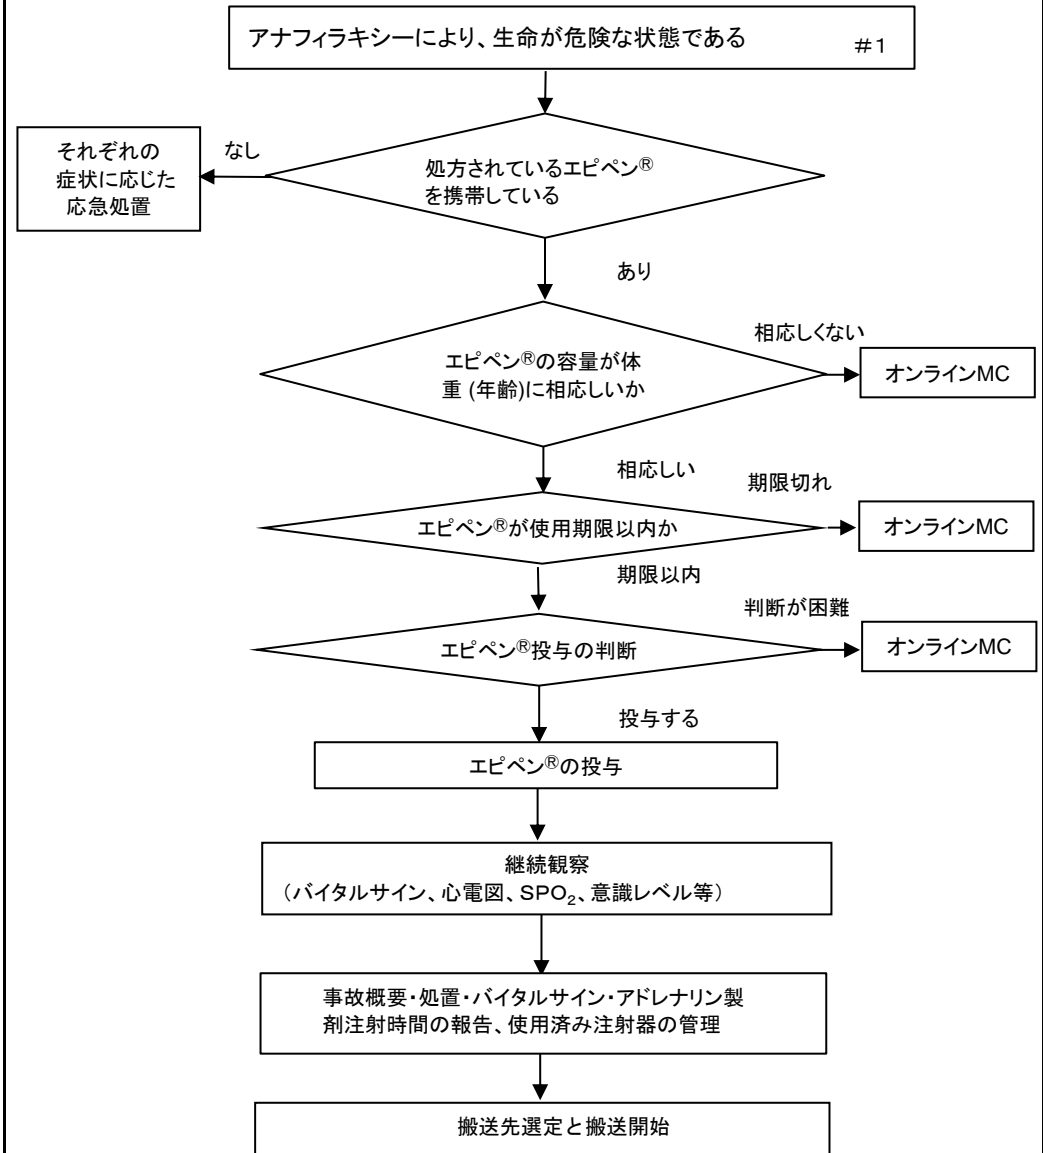 アナフィラキシーにより、生命が危険な状態である #1
それぞれの
症状に応じた
応急処置
なし
処方されているエピペン®
を携帯している
あり
相応しくない
エピペン®の容量が体
重 (年齢)に相応しいか
オンラインMC
相応しい
期限切れ
エピペン®が使用期限以内か
オンラインMC
期限以内
判断が困難
エピペン®投与の判断
オンラインMC
投与する
エピペン®の投与
継続観察
（バイタルサイン、心電図、SPO₂、意識レベル等）
事故概要・処置・バイタルサイン・アドレナリン製
剤注射時間の報告、使用済み注射器の管理
搬送先選定と搬送開始